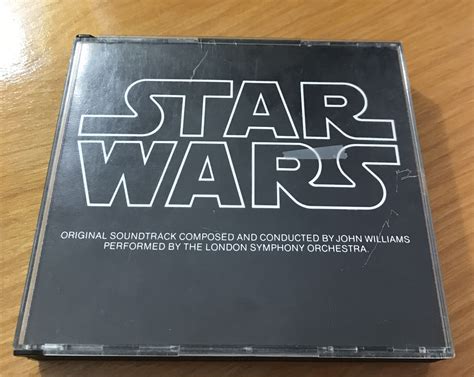 STAR
WARS
ORIGINAL SOUNDTRACK COMPOSED AND CONDUCTED BY JOHN WILLIAMS
PERFORMED BY THE LONDON SYMPHONY ORCHESTRA